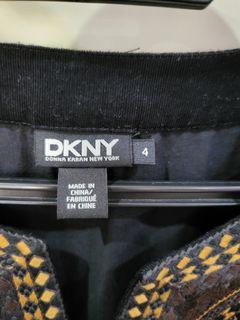 DKNY
DONNA KARAN NEW YORK
4
MADE IN
CHINA/
FABRIQUÉ
EN CHINE